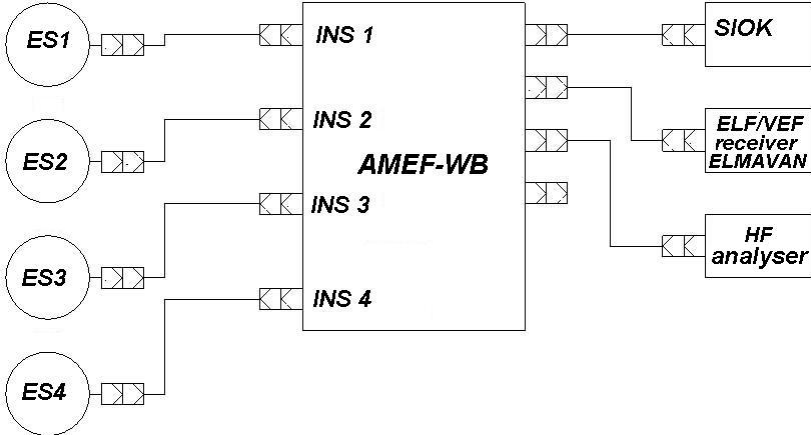 ES1
INS 1
SIOK
ES2
INS 2
AMEF-WB
ELF/VEF
receiver
ELMAVAN
ES3
INS 3
HF
analyser
ES4
INS 4